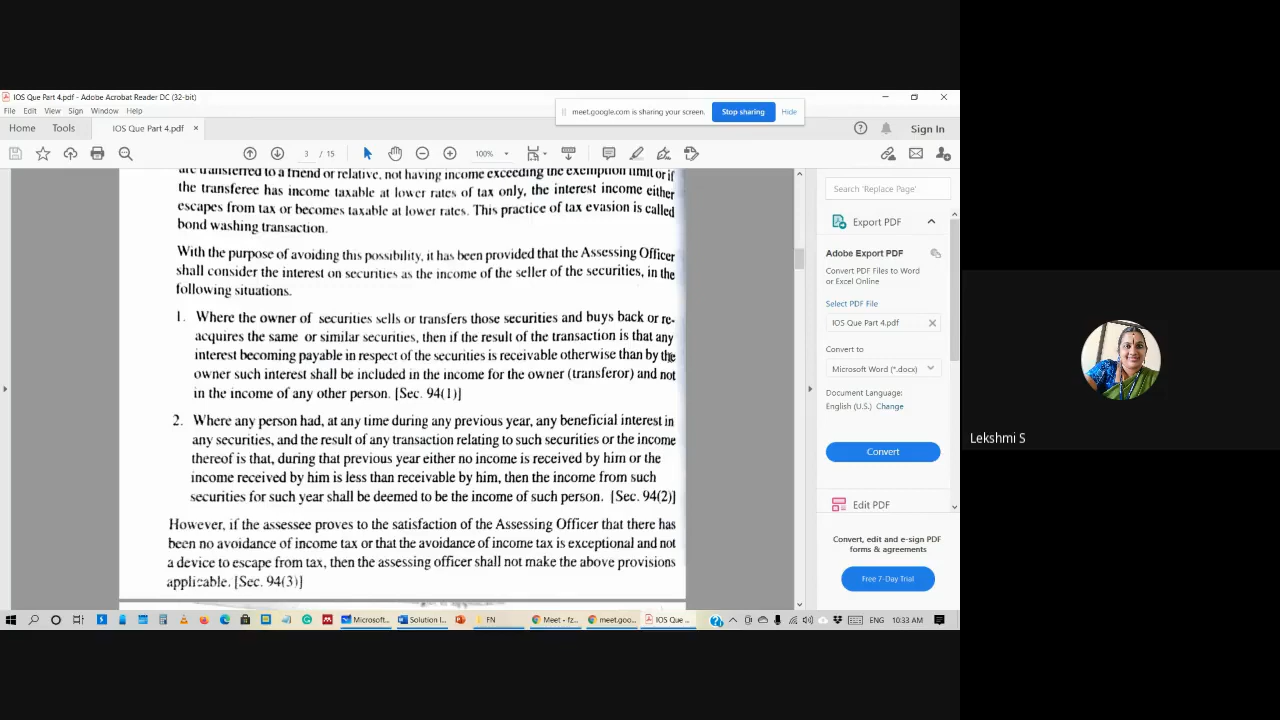 IOS Que Part 4.pdf - Adobe Acrobat Reader DC (32-bit)
File Edit View Sign Window Help
meet.google.com is sharing your screen. Stop sharing Hide
Home Tools IOS Que Part 4.pdf × Sign In
3 / 15 100%
are transferred to a friend or relative, not having income exceeding the exemption limit or if
the transferee has income taxable at lower rates of tax only, the interest income either
escapes from tax or becomes taxable at lower rates. This practice of tax evasion is called
bond washing transaction.
With the purpose of avoiding this possibility, it has been provided that the Assessing Officer
shall consider the interest on securities as the income of the seller of the securities, in the
following situations.
1. Where the owner of securities sells or transfers those securities and buys back or re-
acquires the same or similar securities, then if the result of the transaction is that any
interest becoming payable in respect of the securities is receivable otherwise than by the
owner such interest shall be included in the income for the owner (transferor) and not
in the income of any other person. [Sec. 94(1)]
2. Where any person had, at any time during any previous year, any beneficial interest in
any securities, and the result of any transaction relating to such securities or the income
thereof is that, during that previous year either no income is received by him or the
income received by him is less than receivable by him, then the income from such
securities for such year shall be deemed to be the income of such person. [Sec. 94(2)]
However, if the assessee proves to the satisfaction of the Assessing Officer that there has
been no avoidance of income tax or that the avoidance of income tax is exceptional and not
a device to escape from tax, then the assessing officer shall not make the above provisions
applicable. [Sec. 94(3)]
Search 'Replace Page'
Export PDF
Adobe Export PDF
Convert PDF Files to Word
or Excel Online
Select PDF File
IOS Que Part 4.pdf
Convert to
Microsoft Word (*.docx)
Document Language:
English (U.S.) Change
Convert
Edit PDF
Convert, edit and e-sign PDF
forms & agreements
Free 7-Day Trial
Lekshmi S
Microsoft... Solution I... FN Meet - fz... meet.goo... IOS Que ... ENG 10:33 AM